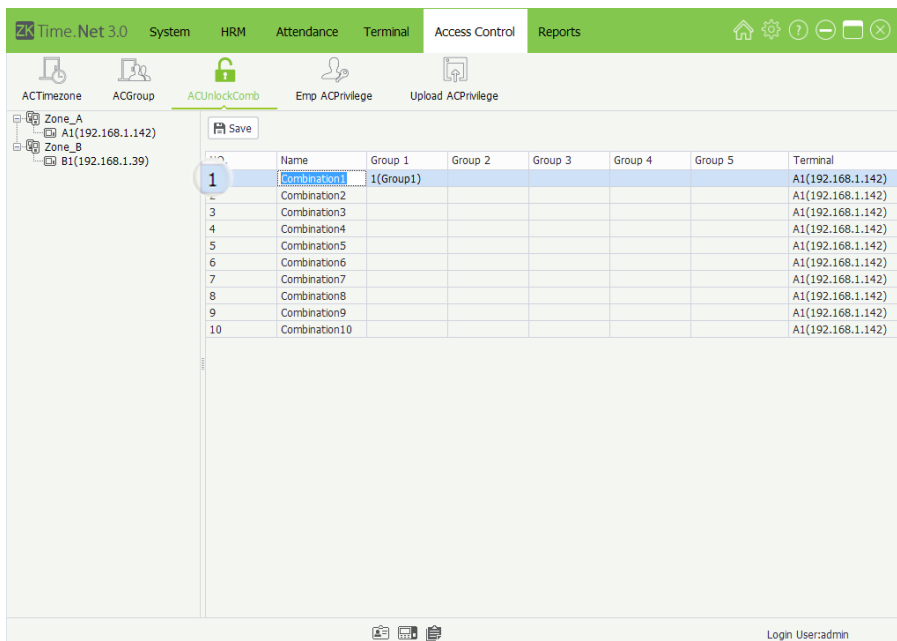 ZK Time.Net 3.0 System HRM Attendance Terminal Access Control Reports
ACTimezone ACGroup ACUnlockComb Emp ACPrivilege Upload ACPrivilege
Zone_A
A1(192.168.1.142)
Zone_B
B1(192.168.1.39)
Save
NO. Name Group 1 Group 2 Group 3 Group 4 Group 5 Terminal
1 Combination1 1(Group1) A1(192.168.1.142)
2 Combination2 A1(192.168.1.142)
3 Combination3 A1(192.168.1.142)
4 Combination4 A1(192.168.1.142)
5 Combination5 A1(192.168.1.142)
6 Combination6 A1(192.168.1.142)
7 Combination7 A1(192.168.1.142)
8 Combination8 A1(192.168.1.142)
9 Combination9 A1(192.168.1.142)
10 Combination10 A1(192.168.1.142)
Login User:admin